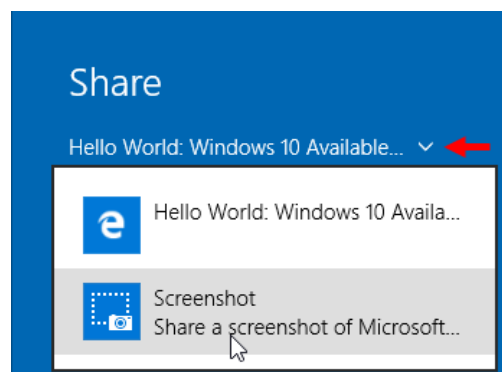 Share
Hello World: Windows 10 Available...
Hello World: Windows 10 Availa...
Screenshot
Share a screenshot of Microsoft...